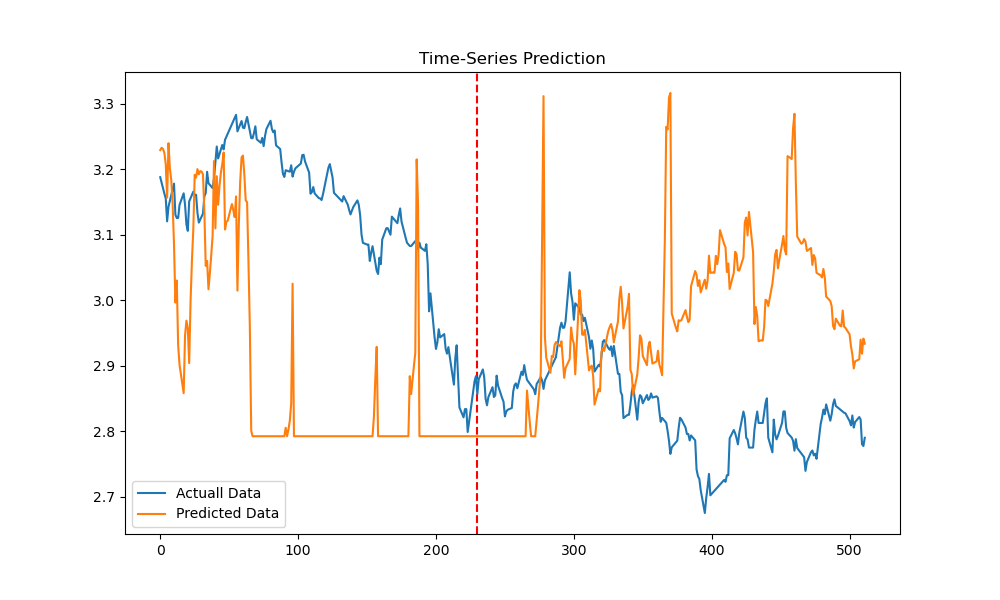 Time-Series Prediction
3.3
3.2
3.1
3.0
2.9
2.8
2.7
Actuall Data
Predicted Data
0 100 200 300 400 500